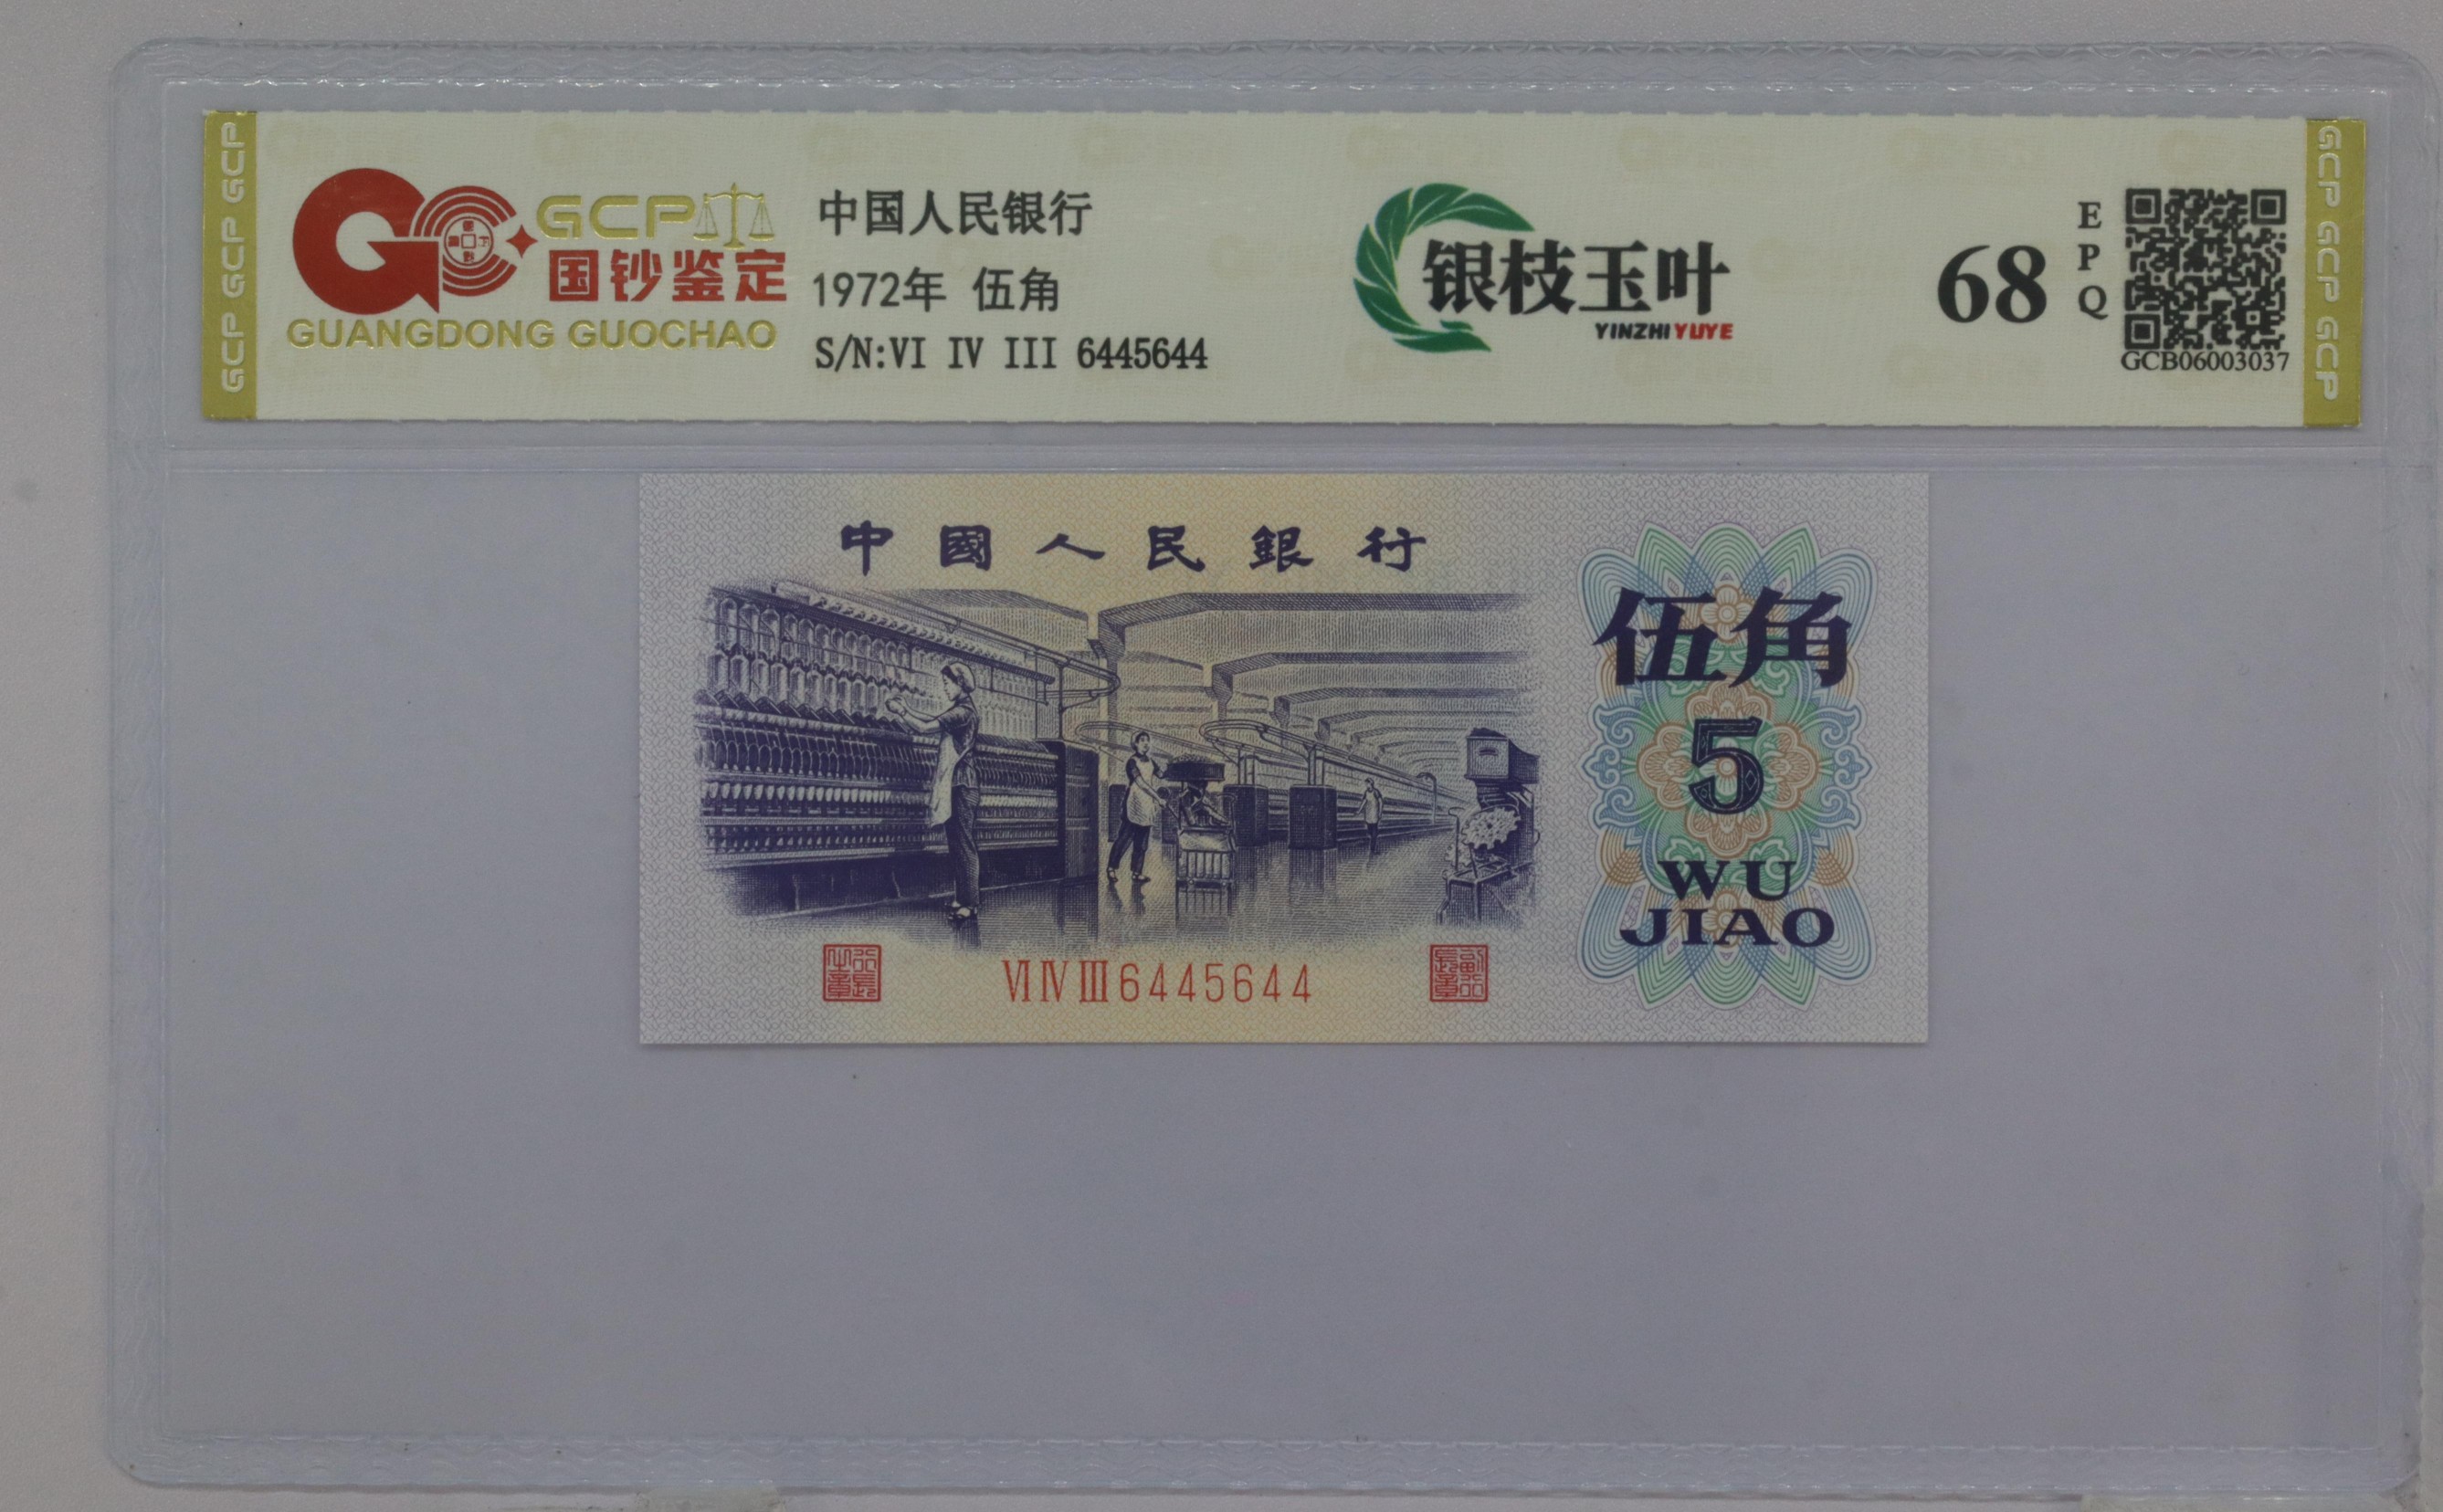 GCP GCP GCP
GCP
国钞鉴定
GUANGDONG GUOCHAO
中国人民银行
1972年 伍角
S/N:VI IV III 6445644
银枝玉叶
YINZHIYUYE
68
EPQ
GCB06003037
GCP GCP GCP
中國人民銀行
伍角
5
WU
JIAO
VI IV III 6445644